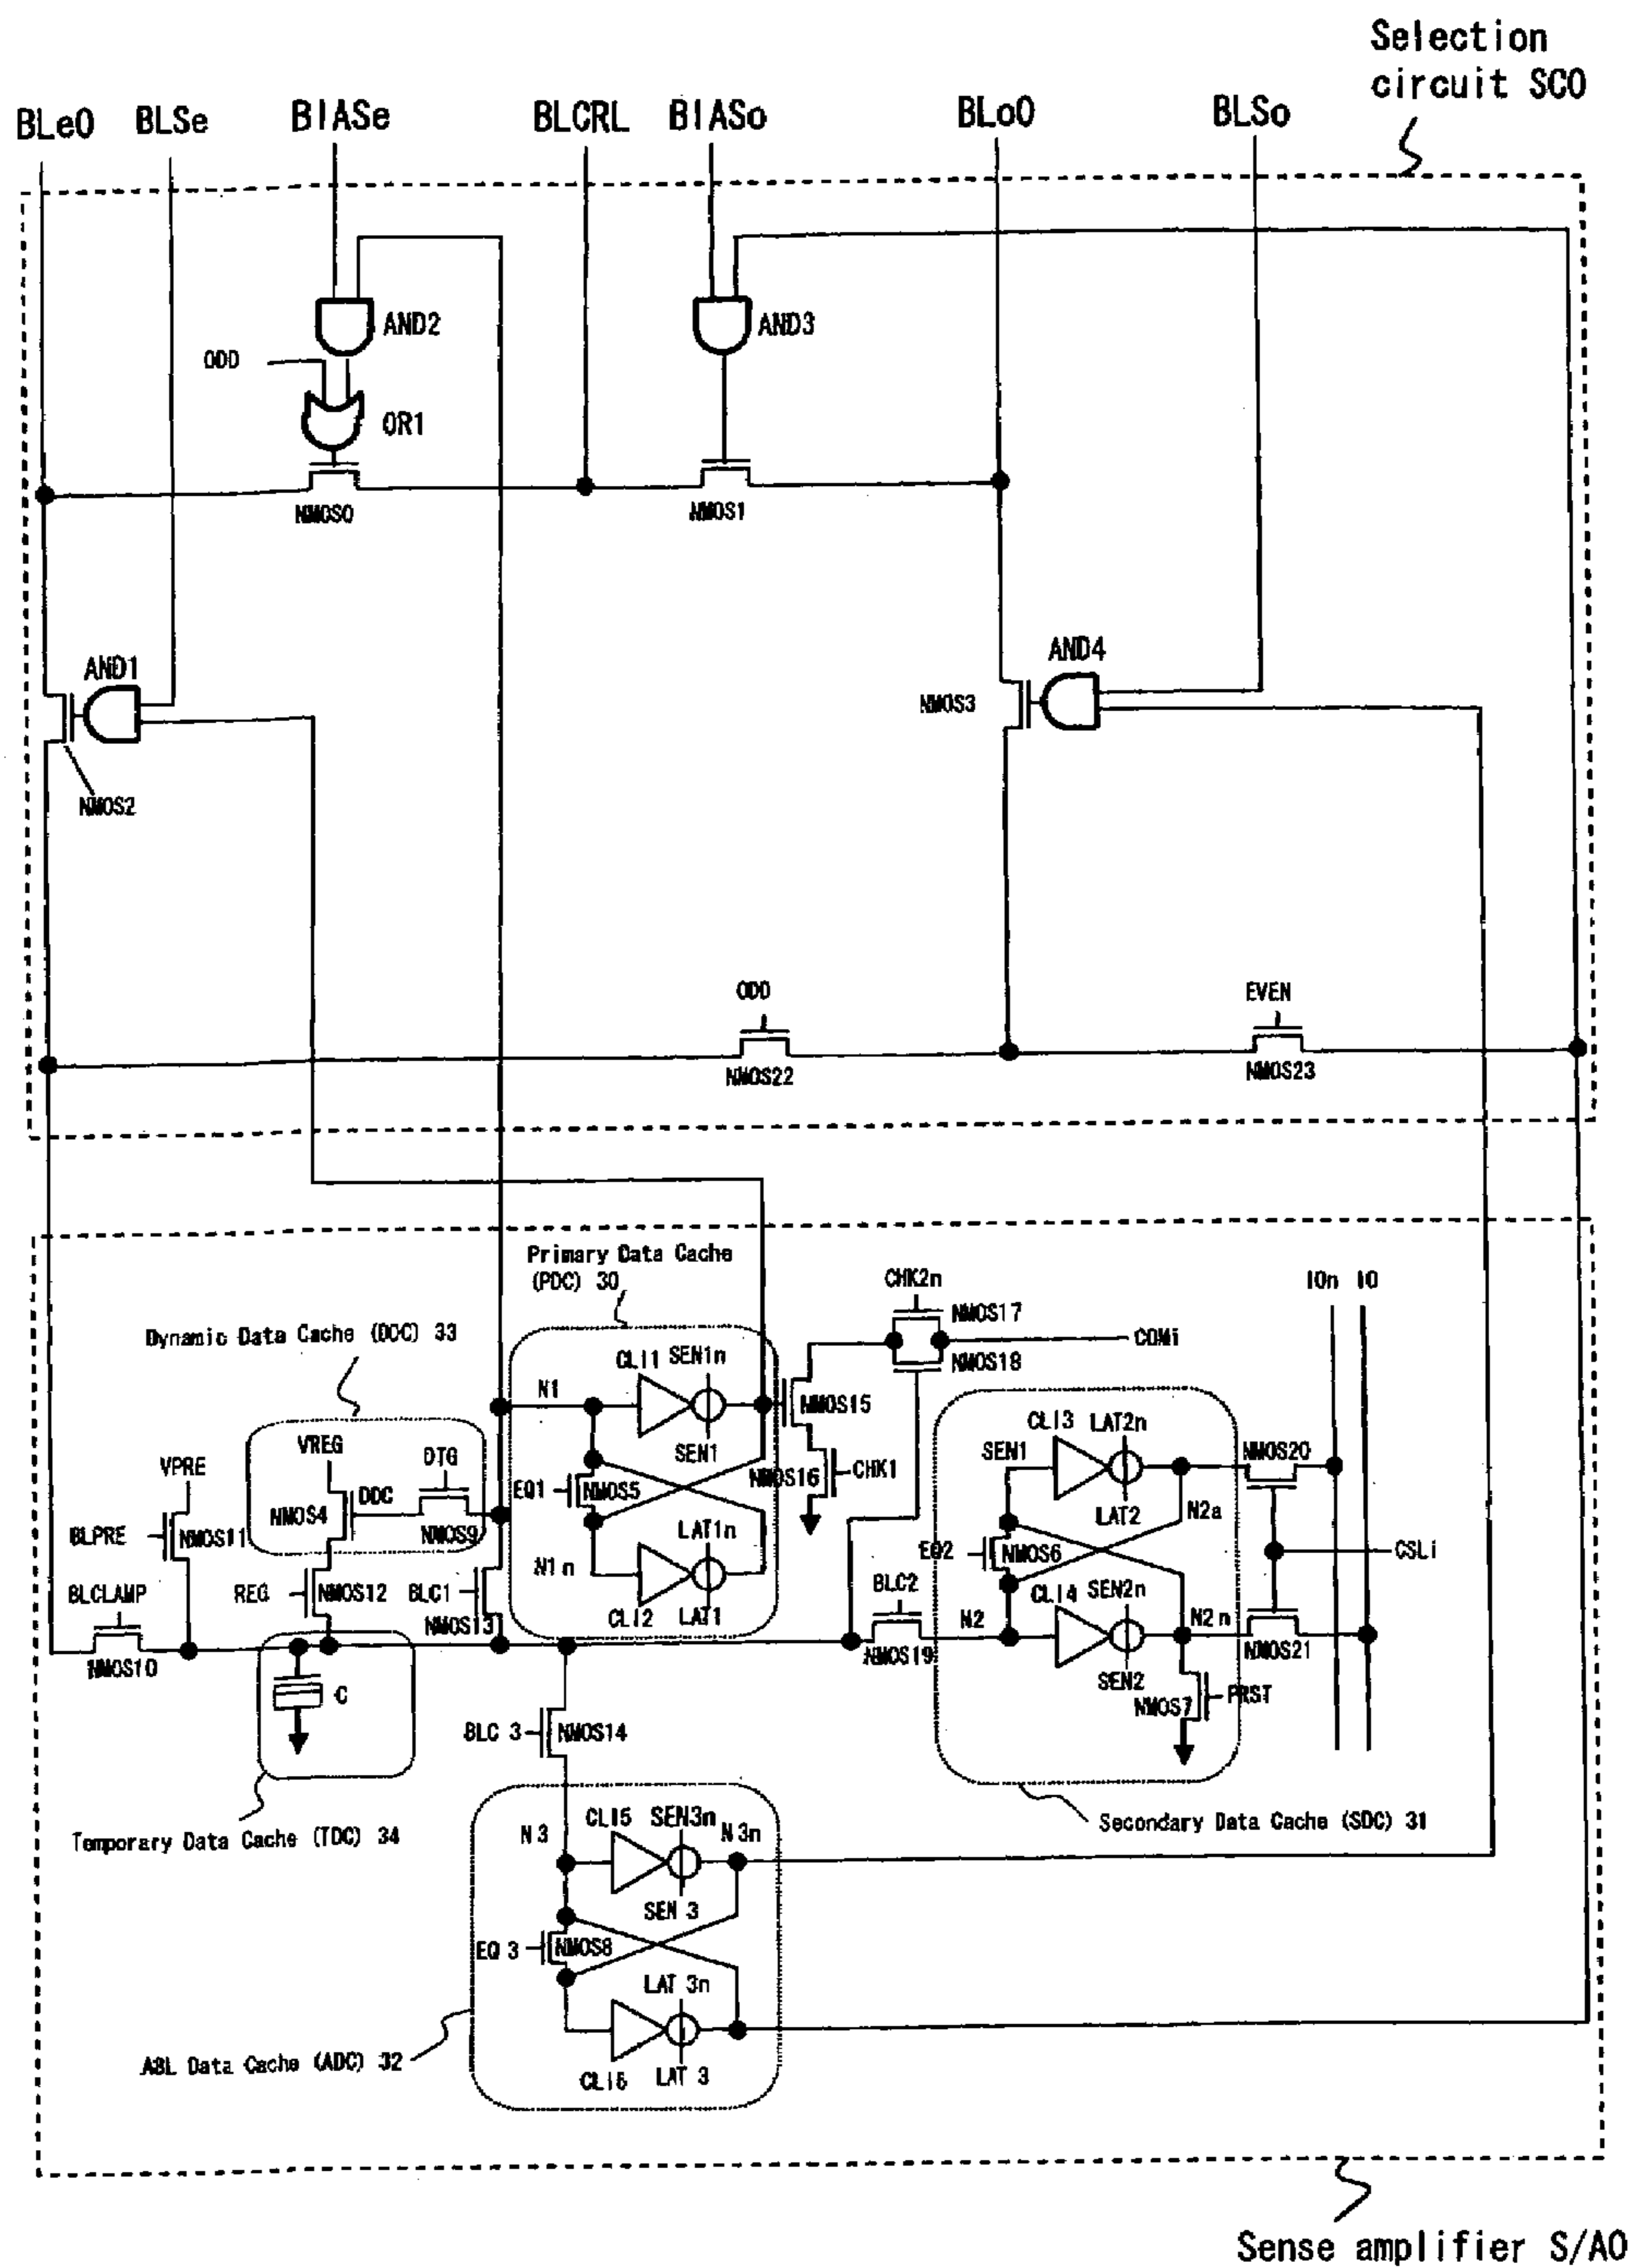 Selection
circuit SC0
BLe0
BLSe
BIASe
BLCRL
BIASo
BLo0
BLSo
AND2
AND3
ODD
OR1
NMOS0
NMOS1
AND1
AND4
NMOS3
NMOS2
ODD
EVEN
NMOS22
NMOS23
Primary Data Cache
(PDC) 30
CHK2n
IOn IO
NMOS17
Dynamic Data Cache (DDC) 33
COMi
NMOS18
CLI1
SEN1n
N1
NMOS15
CLI3
LAT2n
VREG
DTG
SEN1
SEN1
NMOS20
VPRE
NMOS16
CHK1
DDC
EQ1
NMOS5
NMOS4
LAT2
N2a
NMOS9
LAT1n
BLPRE
NMOS11
EQ2
NMOS6
CSLi
N1n
BLC2
CLI4
SEN2n
BLCLAMP
REG
NMOS12
BLC1
NMOS13
CLI2
LAT1
N2
N2n
NMOS10
NMOS19
NMOS21
SEN2
C
NMOS7
PRST
BLC 3
NMOS14
CLI5
SEN3n
N 3
N 3n
Secondary Data Cache (SDC) 31
Temporary Data Cache (TDC) 34
SEN 3
EQ 3
NMOS8
LAT 3n
ABL Data Cache (ADC) 32
CLI6
LAT 3
Sense amplifier S/A0